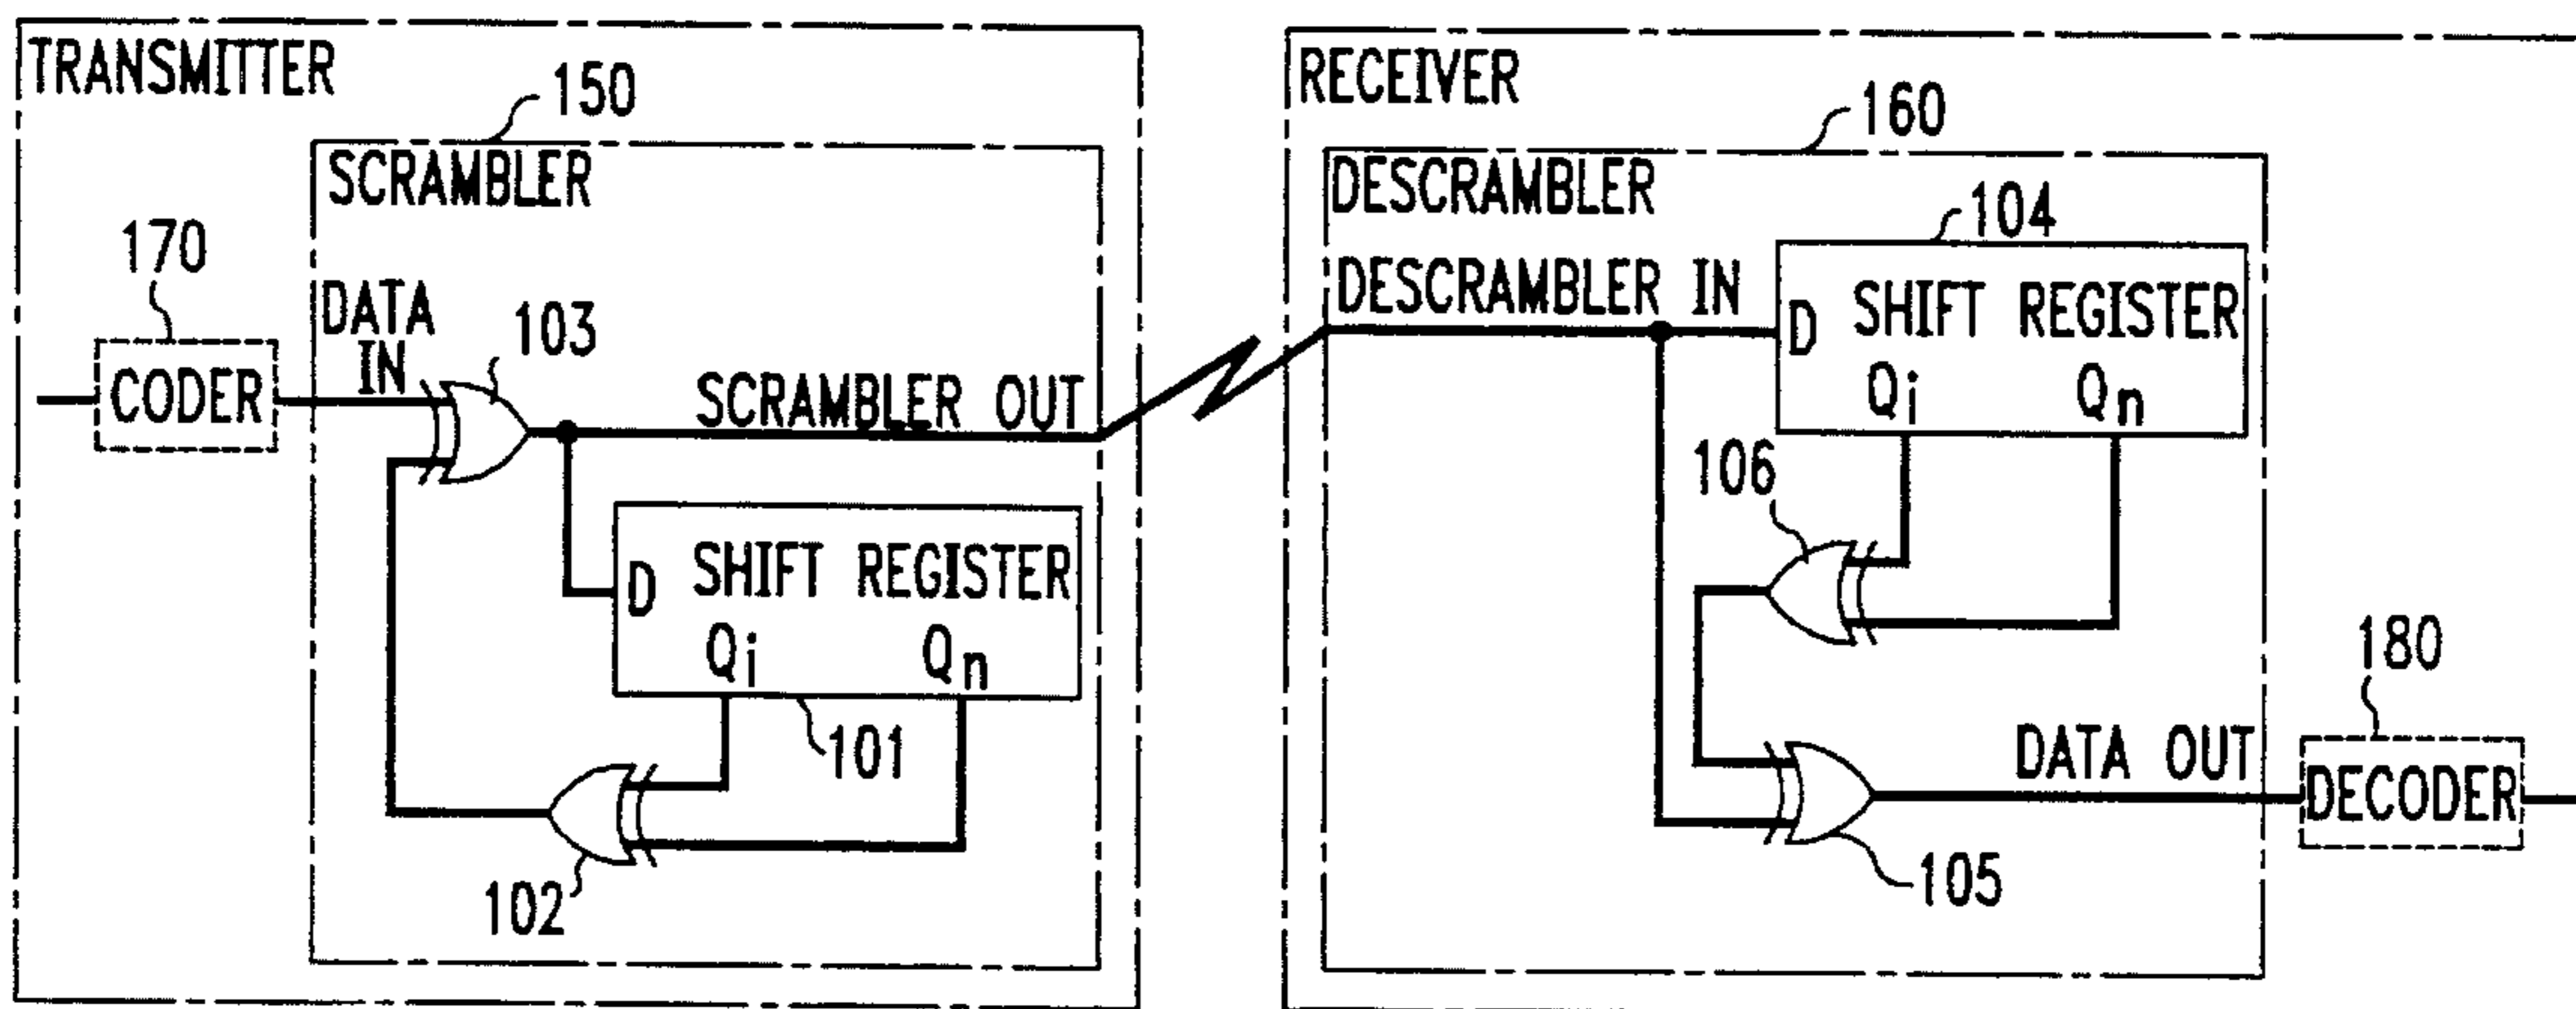 TRANSMITTER
150
SCRAMBLER
170
CODER
DATA
IN
103
SCRAMBLER OUT
D SHIFT REGISTER
Qi Qn
101
102
RECEIVER
160
DESCRAMBLER
104
DESCRAMBLER IN
D SHIFT REGISTER
Qi Qn
106
105
DATA OUT
180
DECODER